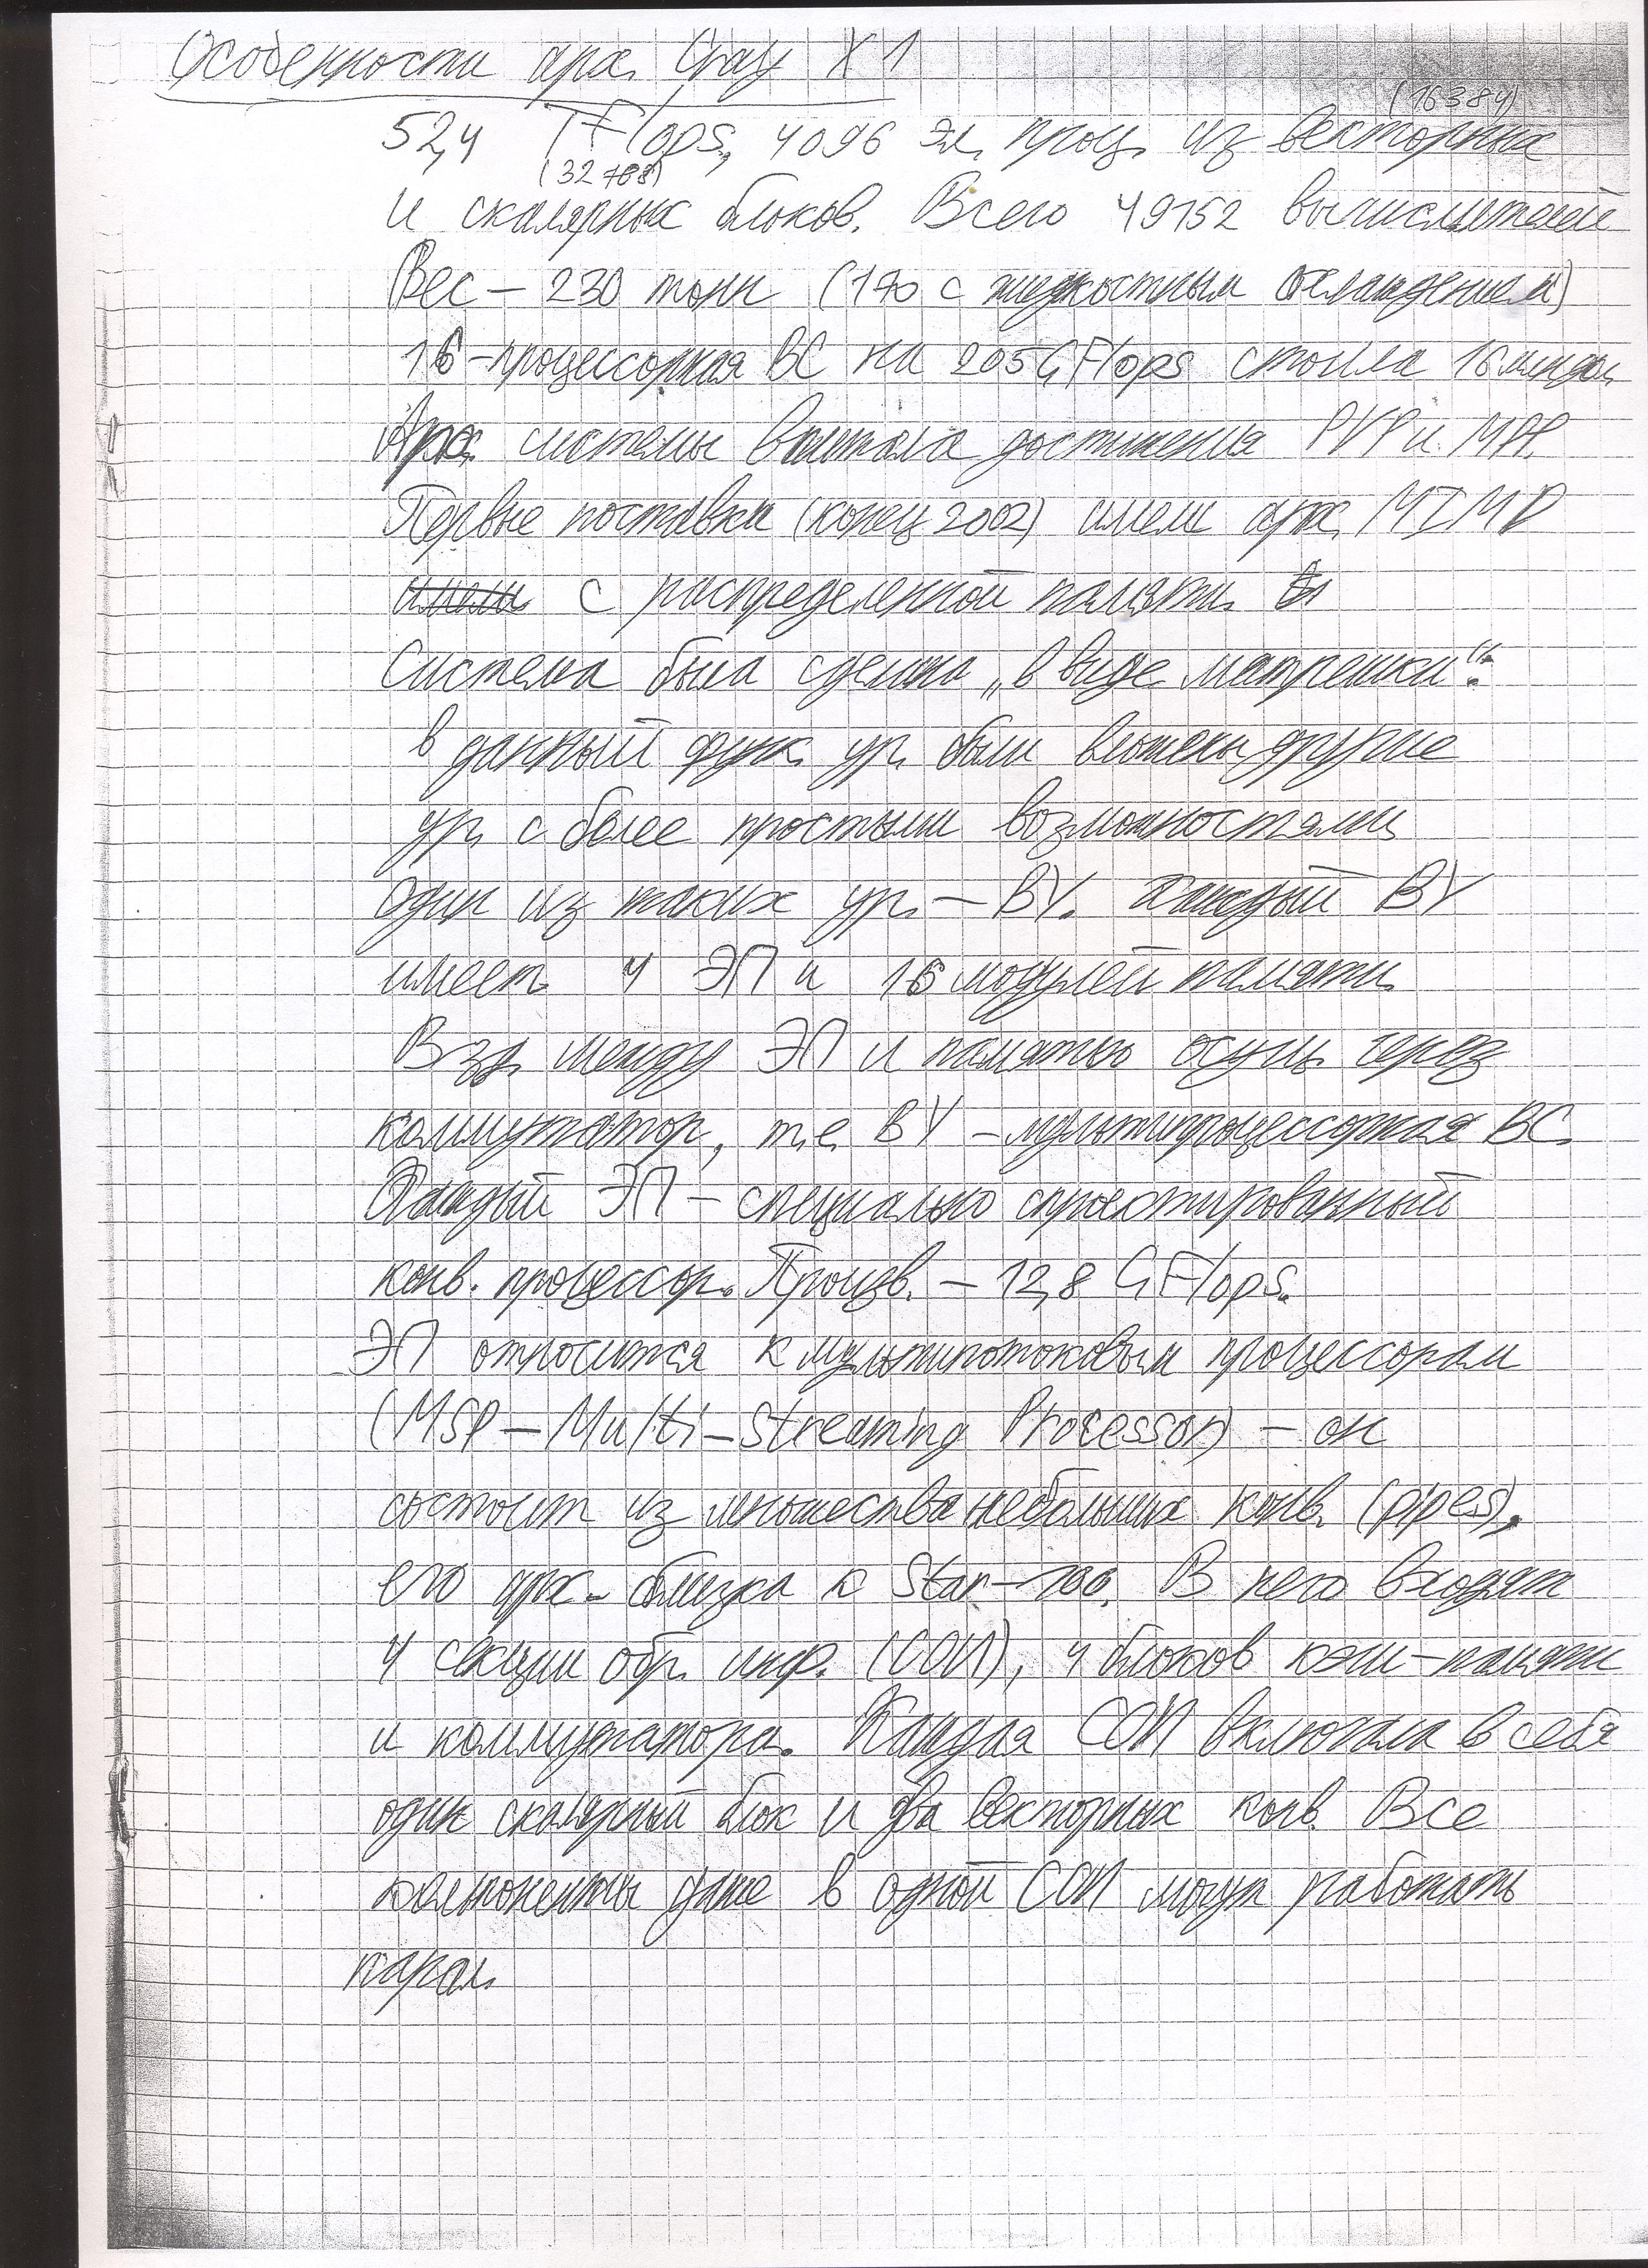 Особенности арх. Cray X1
(16384)
52,4 TFlops, 4096 эл. проц. из векторных
(32768)
и скалярных блоков. Всего 49152 вычислителей
Вес – 230 тонн (170 с жидкостным охлаждением)
16-процессорная ВС на 205 GFlops стоила 16 млн дол.
Арх. системы впитала достижения PVP и MPP.
Первые поставки (конец 2002) имели арх. MIMD
имели с распределенной памятью.
Система была сделана „в виде матрешки“:
в данный функ. ур. были вложены другие
ур. с более простыми возможностями
Один из таких ур. – ВУ. Каждый ВУ
имеет 4 ЭП и 16 модулей памяти.
Вз. между ЭП и памятью осущ. через
коммутатор, т.е. ВУ – мультипроцессорная ВС.
Каждый ЭП – специально спроектированный
конв. процессор. Произв. – 12,8 GFlops.
ЭП относится к мультипотоковым процессорам
(MSP – Multi-Streaming Processor) – он
состоит из множества небольших конв. (pipes),
его арх. близка к Star-100. В него входят
4 секции обр. инф. (СОИ), 4 блоков кэш-памяти
и коммутатора. Каждая СОИ включала в себя
один скалярный блок и два векторных конв. Все
компоненты даже в одной СОИ могут работать
парал.